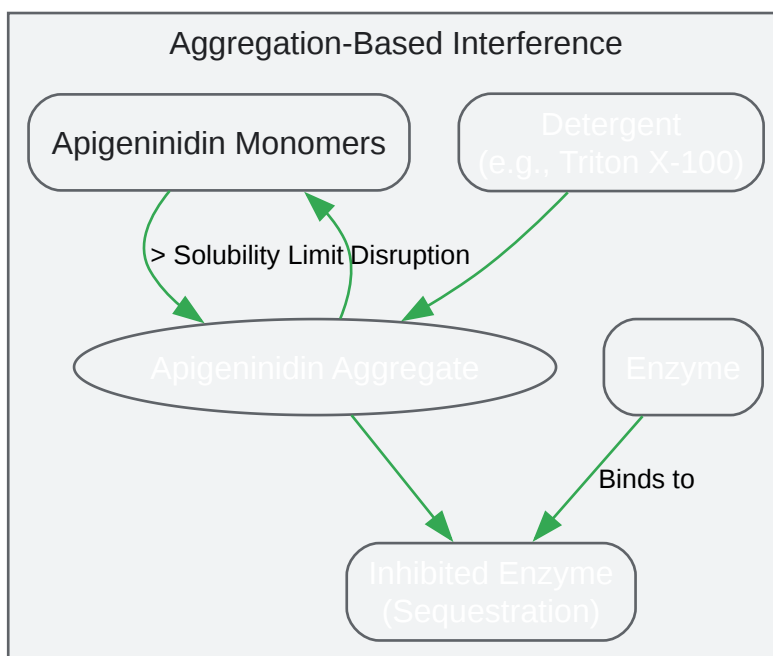 Aggregation-Based Interference
Apigeninidin Monomers
Detergent
(e.g., Triton X-100)
> Solubility Limit
Disruption
Apigeninidin Aggregate
Enzyme
Binds to
Inhibited Enzyme
(Sequestration)